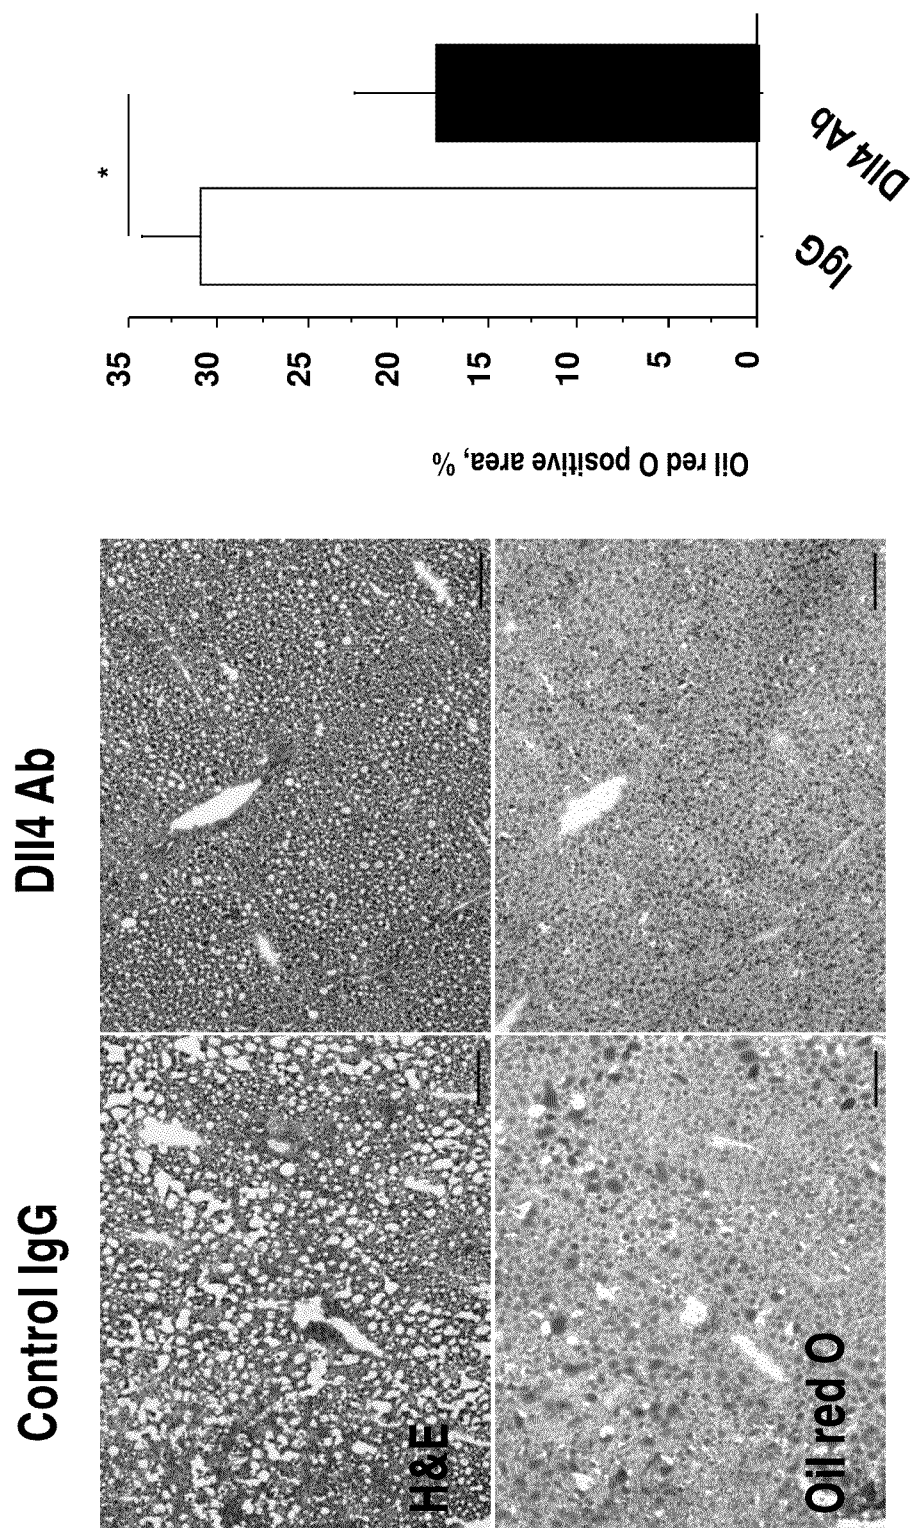 Control IgG
Dll4 Ab
H&E
Oil red O
Oil red O positive area, %
35
30
25
20
15
10
5
0
*
IgG
Dll4 Ab